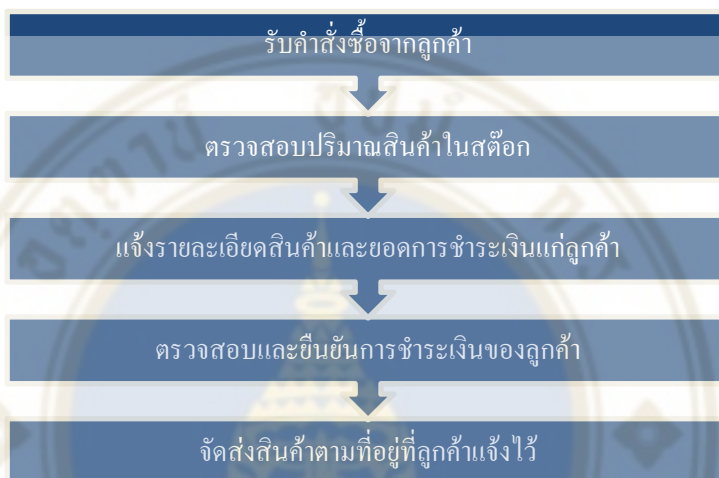 รับคำสั่งซื้อจากลูกค้า
ตรวจสอบปริมาณสินค้าในสต๊อก
แจ้งรายละเอียดสินค้าและยอดการชำระเงินแก่ลูกค้า
ตรวจสอบและยืนยันการชำระเงินของลูกค้า
จัดส่งสินค้าตามที่อยู่ที่ลูกค้าแจ้งไว้